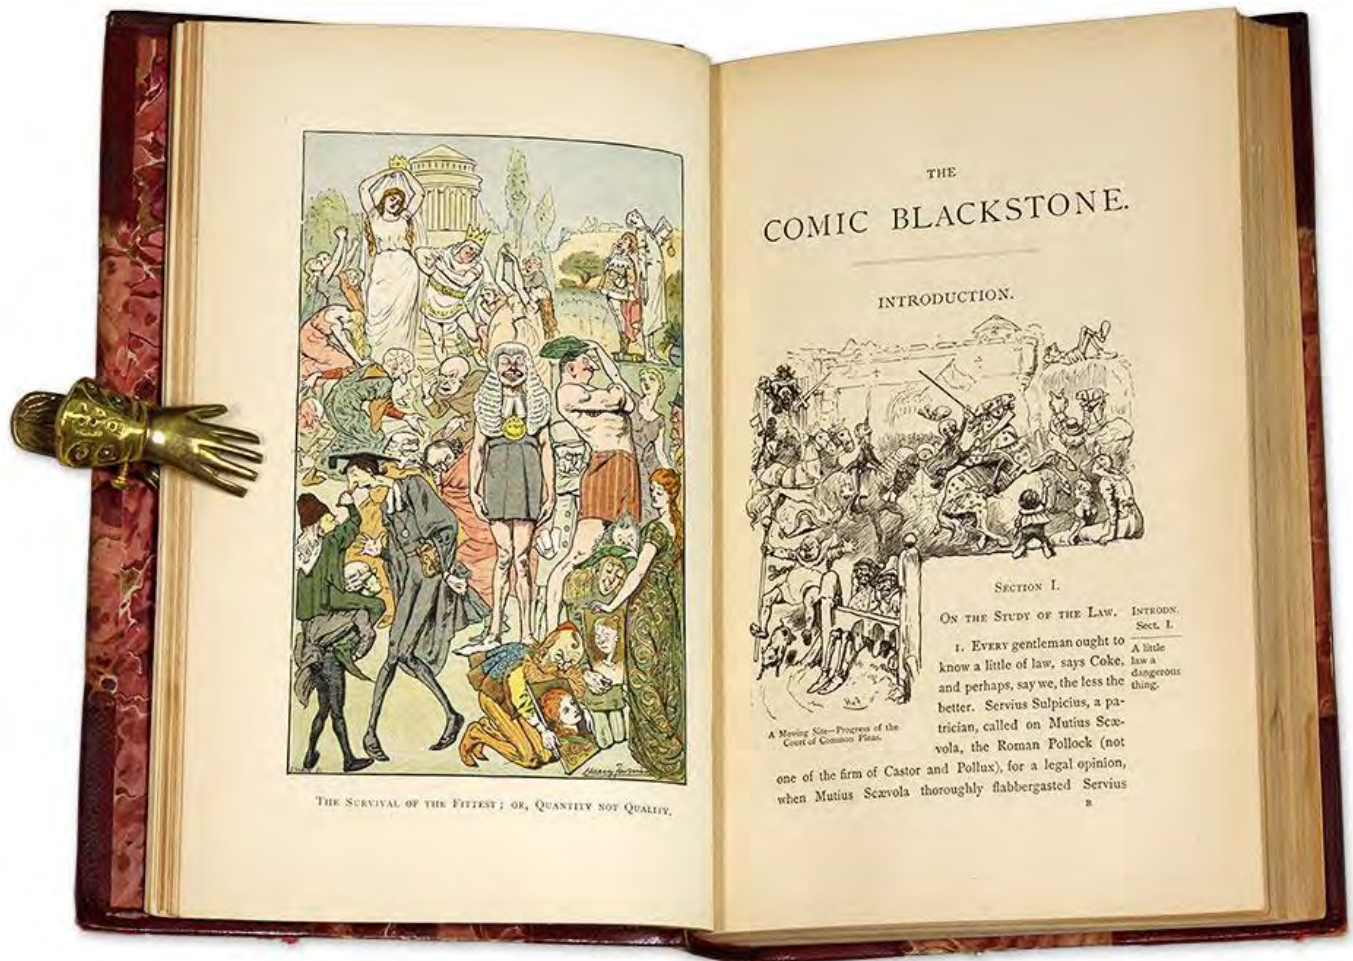 THE SURVIVAL OF THE FITTEST; OR, QUANTITY NOT QUALITY.
THE
COMIC BLACKSTONE.
INTRODUCTION.
A Moving Site—Progress of the
Court of Common Pleas.
SECTION I.
ON THE STUDY OF THE LAW.
INTRODN.
Sect. I.
A little
law a
dangerous
thing.
1. EVERY gentleman ought to
know a little of law, says Coke,
and perhaps, say we, the less the
better. Servius Sulpicius, a pa-
trician, called on Mutius Scæ-
vola, the Roman Pollock (not
one of the firm of Castor and Pollux), for a legal opinion,
when Mutius Scævola thoroughly flabbergasted Servius
B